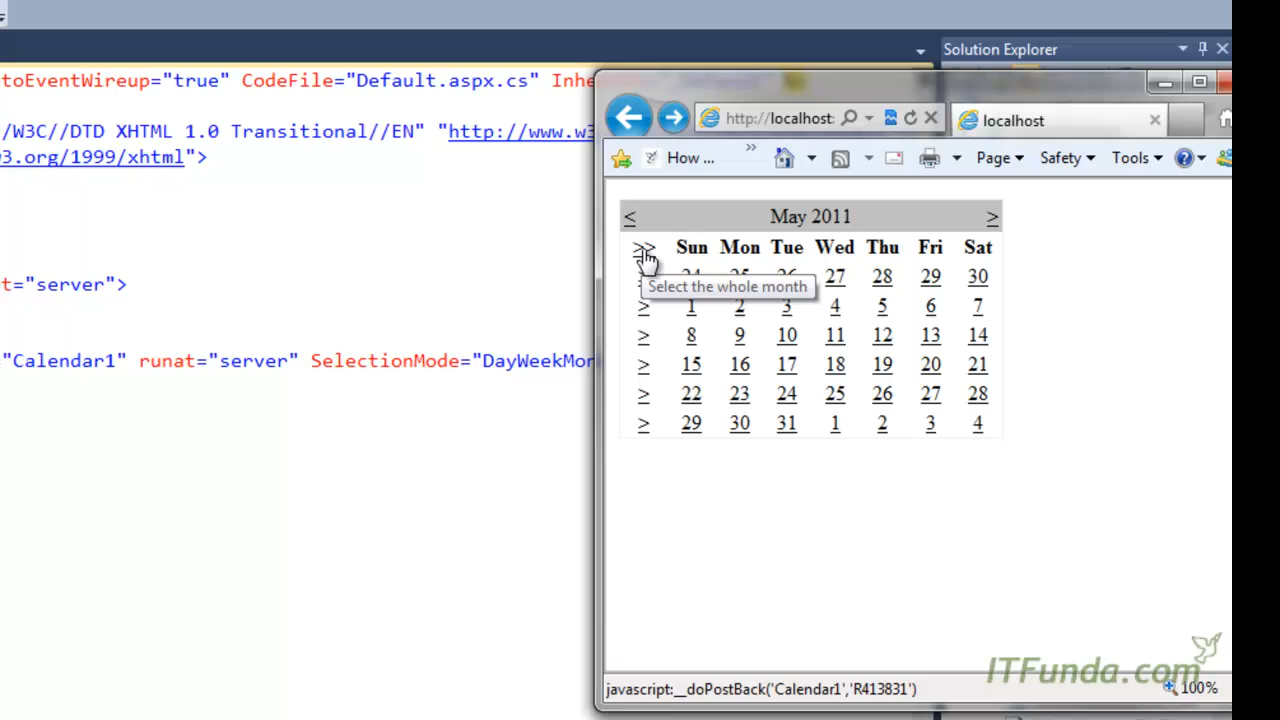 Solution Explorer
toEventWireup="true" CodeFile="Default.aspx.cs" Inhe
//W3C//DTD XHTML 1.0 Transitional//EN" "http://www.w3
w3.org/1999/xhtml">
t="server">
="Calendar1" runat="server" SelectionMode="DayWeekMon
http://localhost:
localhost
How ...
Page
Safety
Tools
< May 2011 >
>> Sun Mon Tue Wed Thu Fri Sat
27 28 29 30
Select the whole month
> 1 2 3 4 5 6 7
> 8 9 10 11 12 13 14
> 15 16 17 18 19 20 21
> 22 23 24 25 26 27 28
> 29 30 31 1 2 3 4
ITFunda.com
javascript:__doPostBack('Calendar1','R413831')
100%